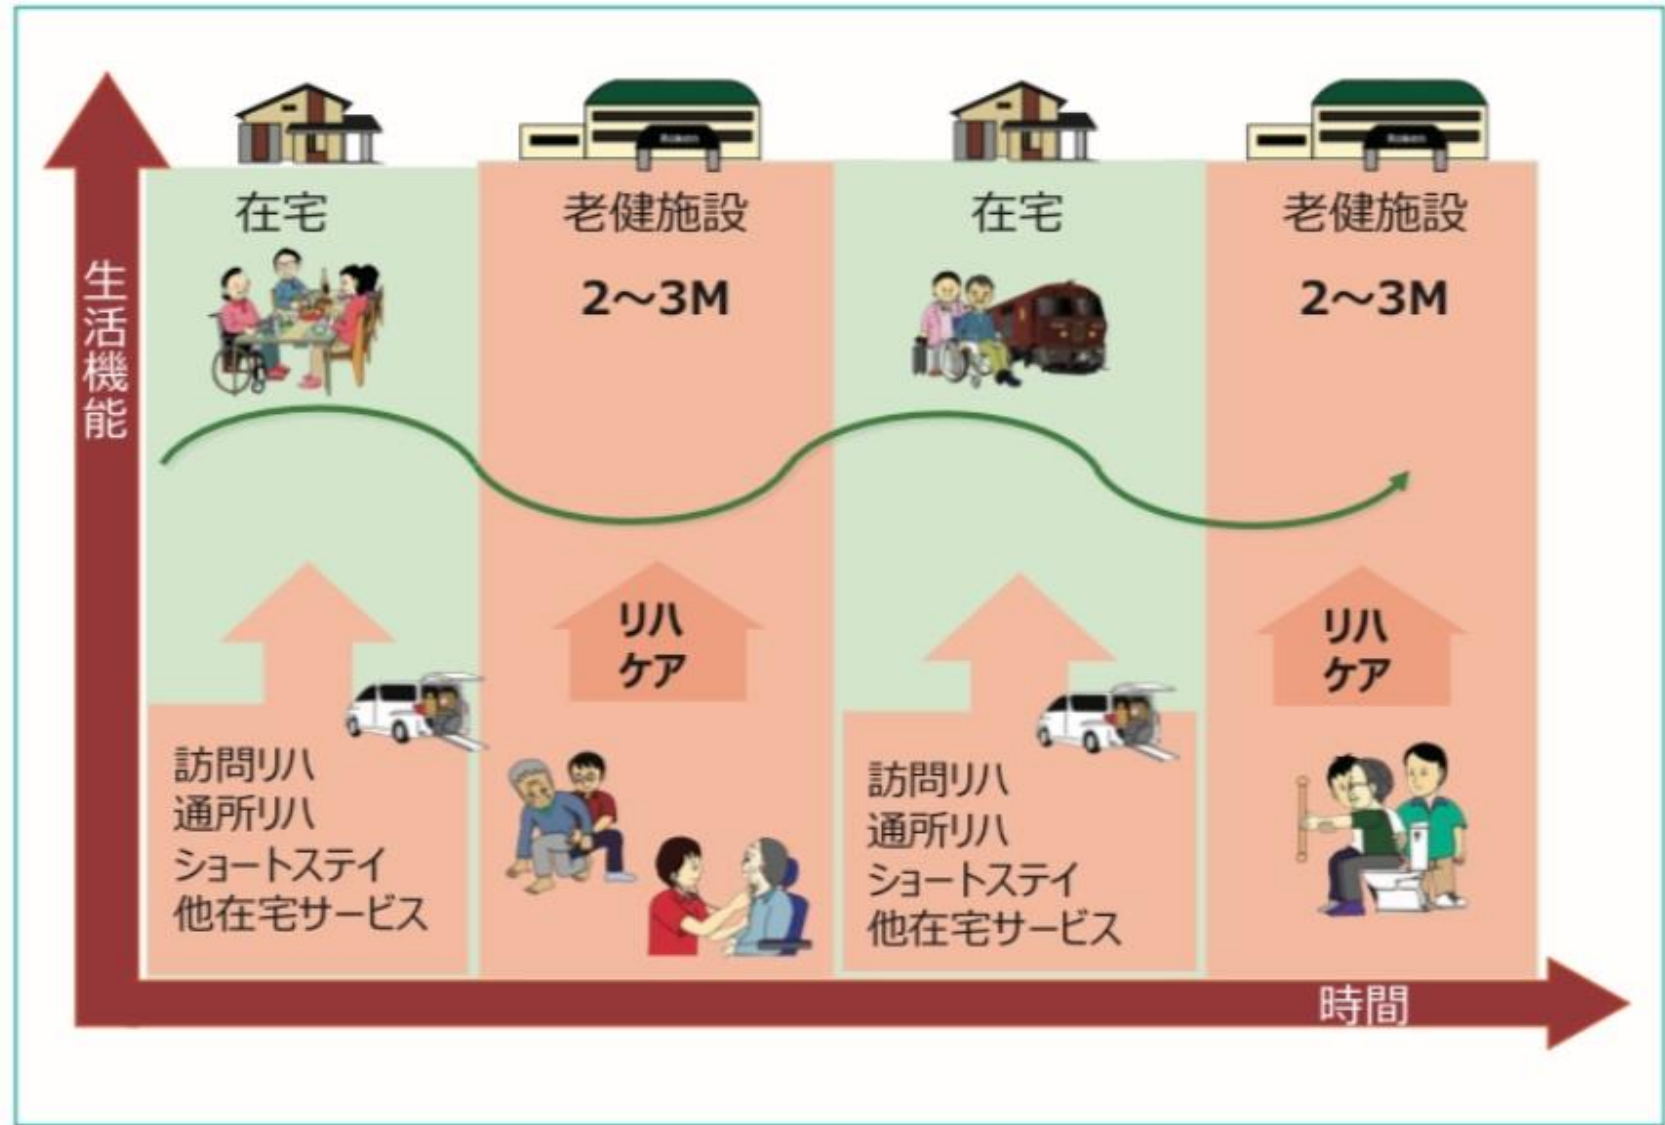 在宅
老健施設
在宅
老健施設
2～3M
2～3M
生活機能
リハ
ケア
リハ
ケア
訪問リハ
通所リハ
ショートステイ
他在宅サービス
訪問リハ
通所リハ
ショートステイ
他在宅サービス
時間